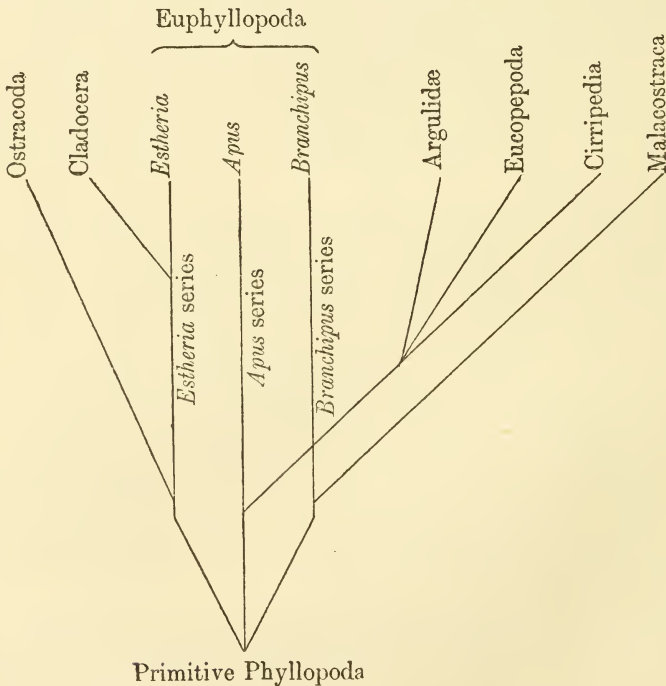 Euphyllopoda
Ostracoda
Cladocera
Estheria
Apus
Branchipus
Argulidæ
Eucopepoda
Cirripedia
Malacostraca
Estheria series
Apus series
Branchipus series
Primitive Phyllopoda